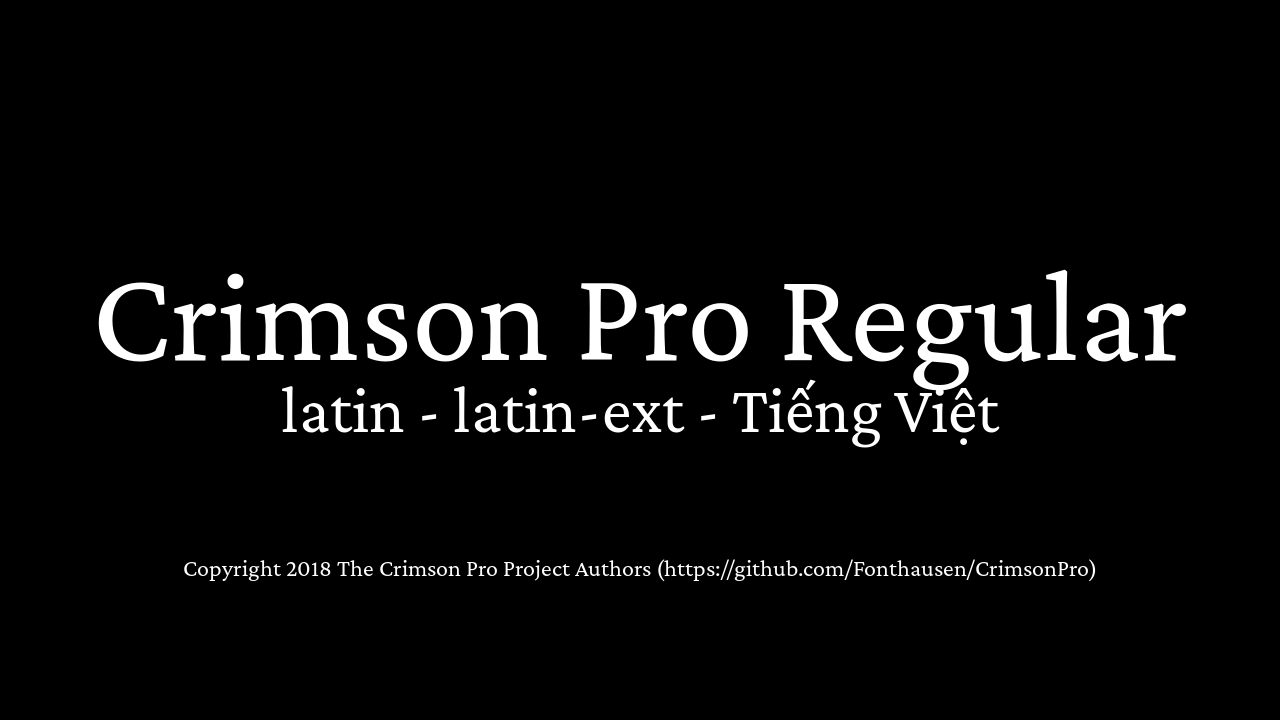 Crimson Pro Regular
latin - latin-ext - Tiếng Việt
Copyright 2018 The Crimson Pro Project Authors (https://github.com/Fonthausen/CrimsonPro)